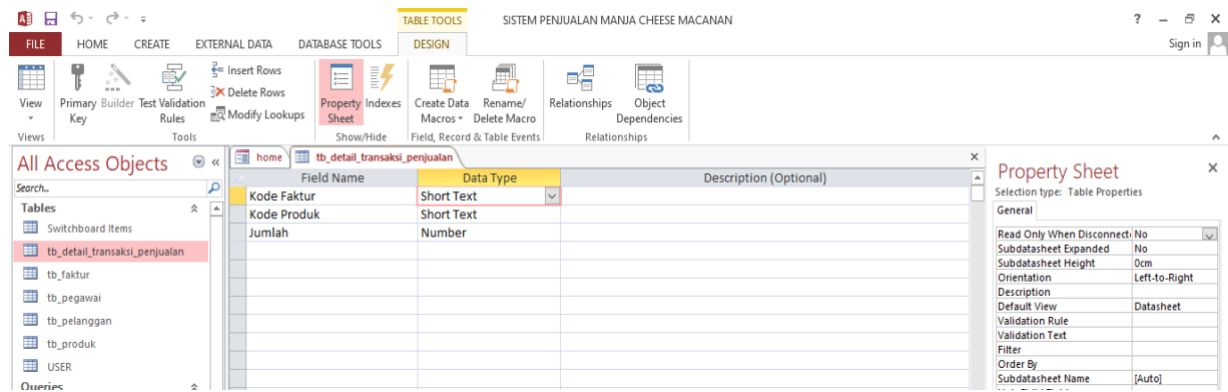 TABLE TOOLS SISTEM PENJUALAN MANJA CHEESE MACANAN ?
FILE HOME CREATE EXTERNAL DATA DATABASE TOOLS DESIGN Sign in
View
Primary Key
Builder
Test Validation Rules
Insert Rows
Delete Rows
Modify Lookups
Property Sheet
Indexes
Create Data Macros
Rename/ Delete Macro
Relationships
Object Dependencies
Views Tools Show/Hide Field, Record & Table Events Relationships
All Access Objects
Search..
Tables
Switchboard Items
tb_detail_transaksi_penjualan
tb_faktur
tb_pegawai
tb_pelanggan
tb_produk
USER
Queries
home tb_detail_transaksi_penjualan
Field Name Data Type Description (Optional)
Kode Faktur Short Text
Kode Produk Short Text
Jumlah Number
Property Sheet
Selection type: Table Properties
General
Read Only When Disconnect No
Subdatasheet Expanded No
Subdatasheet Height 0cm
Orientation Left-to-Right
Description
Default View Datasheet
Validation Rule
Validation Text
Filter
Order By
Subdatasheet Name [Auto]